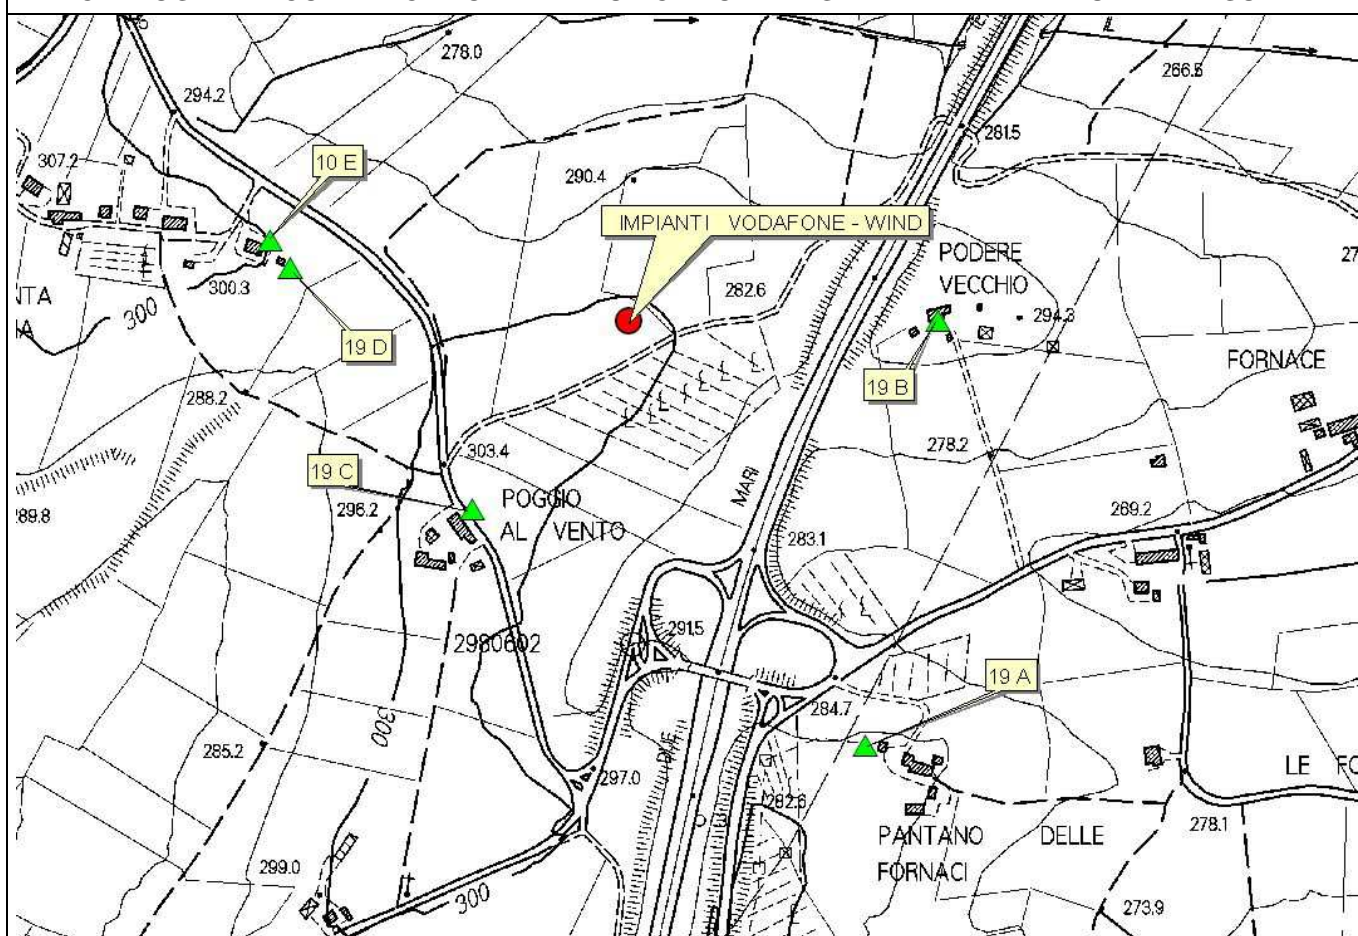 278.0
266.5
294.2
281.5
307.2
10 E
290.4
IMPIANTI VODAFONE - WIND
PODERE
VECCHIO
300.3
282.6
300
294.3
19 D
FORNACE
19 B
288.2
303.4
278.2
19 C
296.2
POGGIO
AL VENTO
MARI
269.2
283.1
289.8
291.5
2980602
19 A
284.7
300
285.2
DUE
297.0
282.6
LE FO
278.1
PANTANO DELLE
FORNACI
299.0
300
273.9